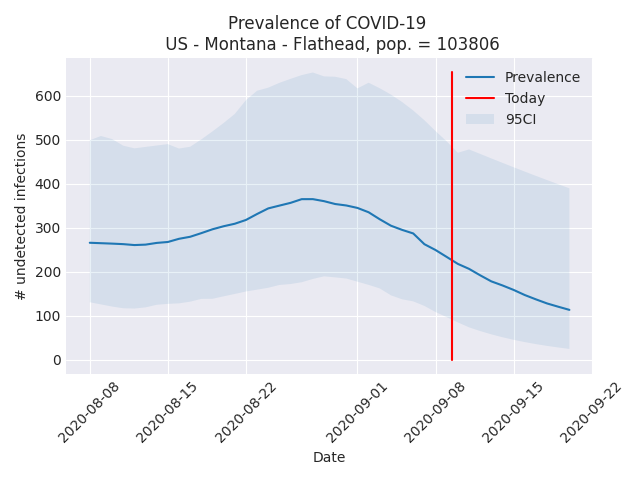 Prevalence of COVID-19
US - Montana - Flathead, pop. = 103806
# undetected infections
600
500
400
300
200
100
0
Prevalence
Today
95CI
2020-08-08
2020-08-15
2020-08-22
2020-09-01
2020-09-08
2020-09-15
2020-09-22
Date